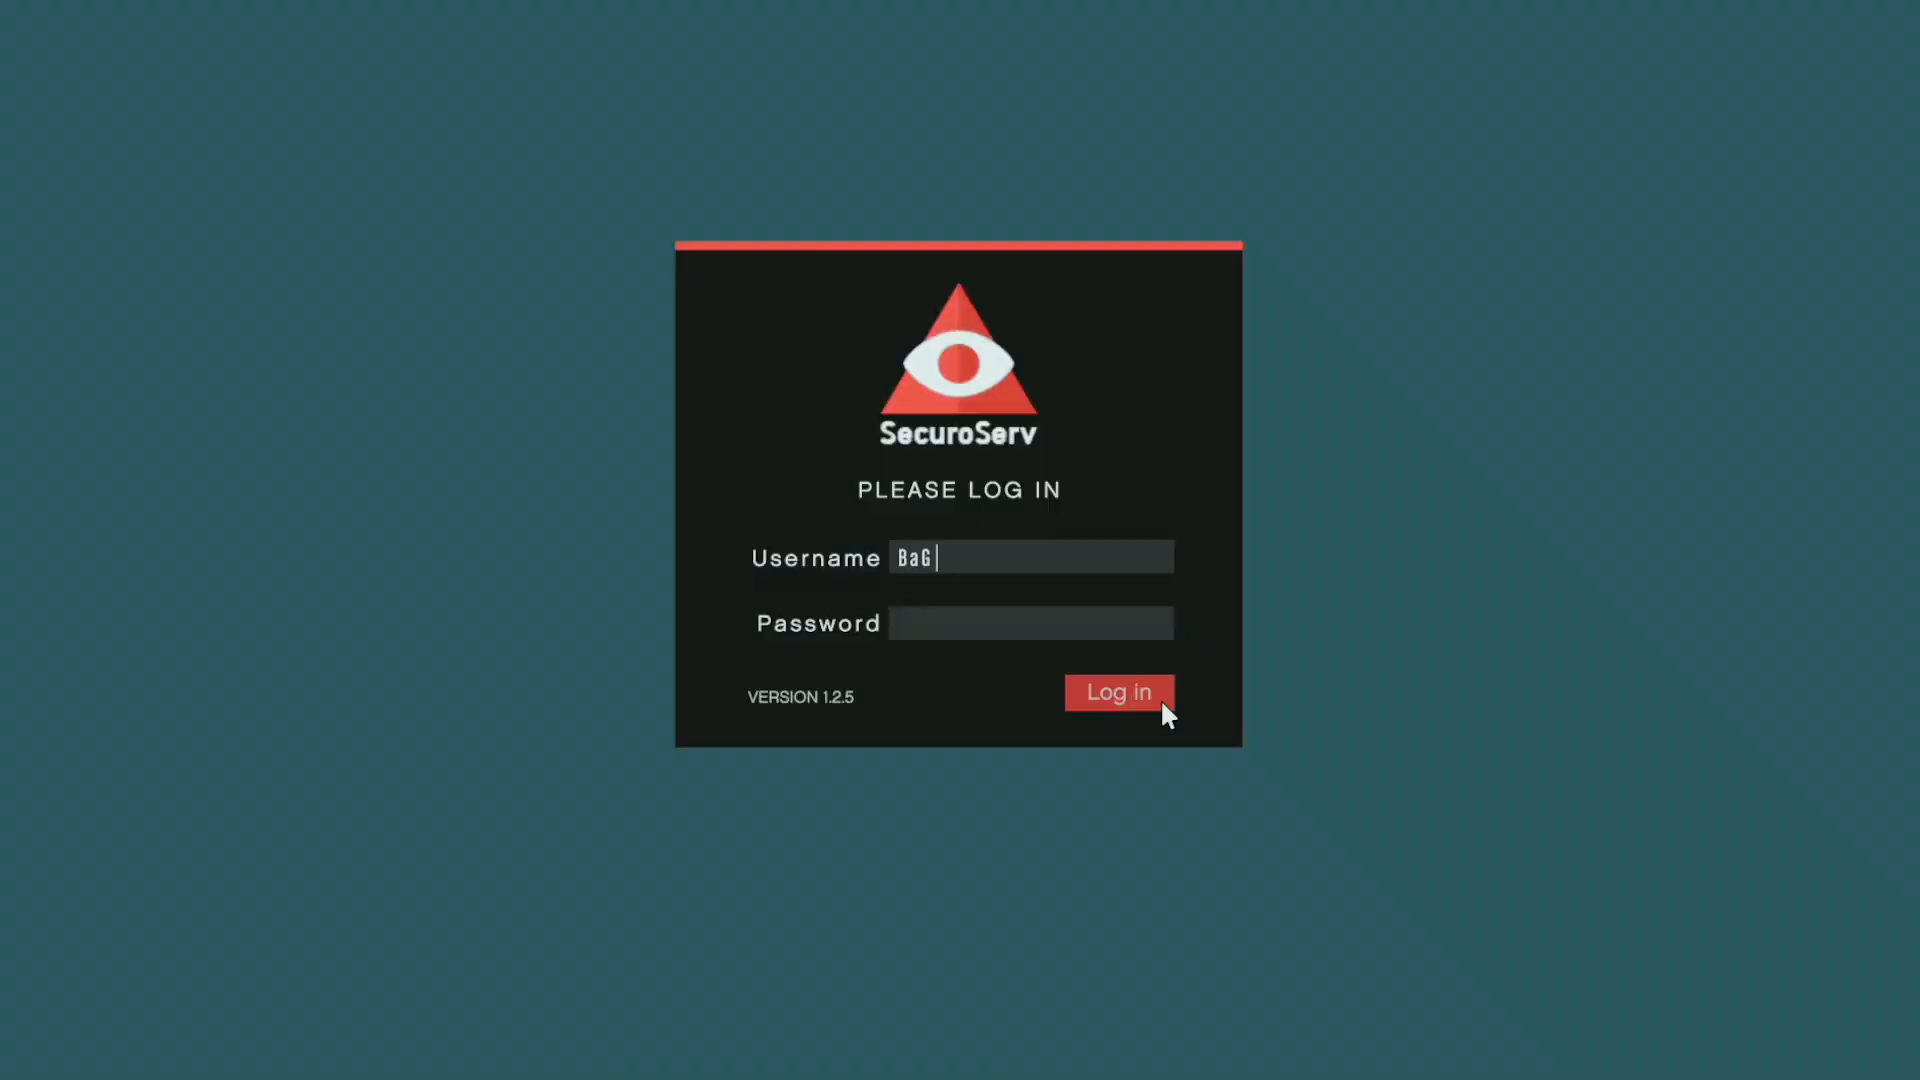 SecuroServ
PLEASE LOG IN
Username BaG
Password
VERSION 1.2.5 Log in